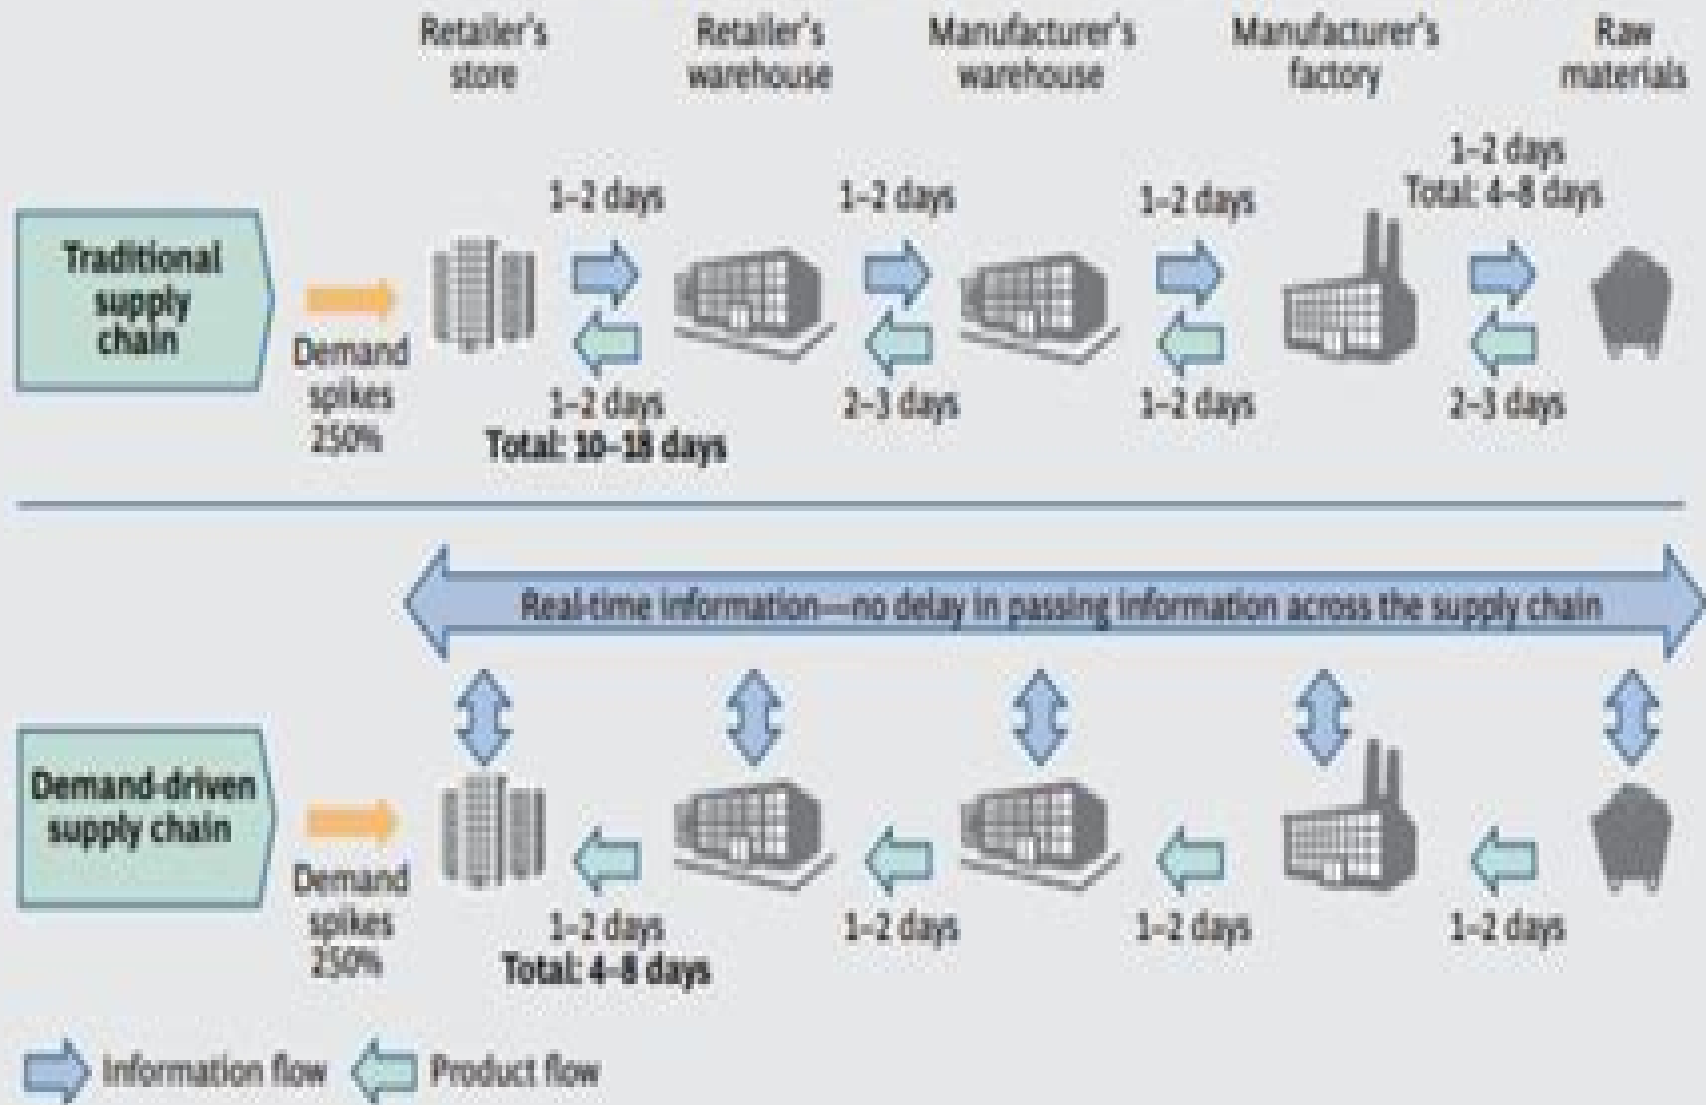 Retailer's
store
Retailer's
warehouse
Manufacturer's
warehouse
Manufacturer's
factory
Raw
materials
1–2 days
1–2 days
1–2 days
1–2 days
Total: 4–8 days
Traditional
supply
chain
Demand
spikes
250%
1–2 days
Total: 10–18 days
2–3 days
1–2 days
2–3 days
Real-time information—no delay in passing information across the supply chain
Demand-driven
supply chain
Demand
spikes
250%
1–2 days
Total: 4–8 days
1–2 days
1–2 days
1–2 days
Information flow
Product flow